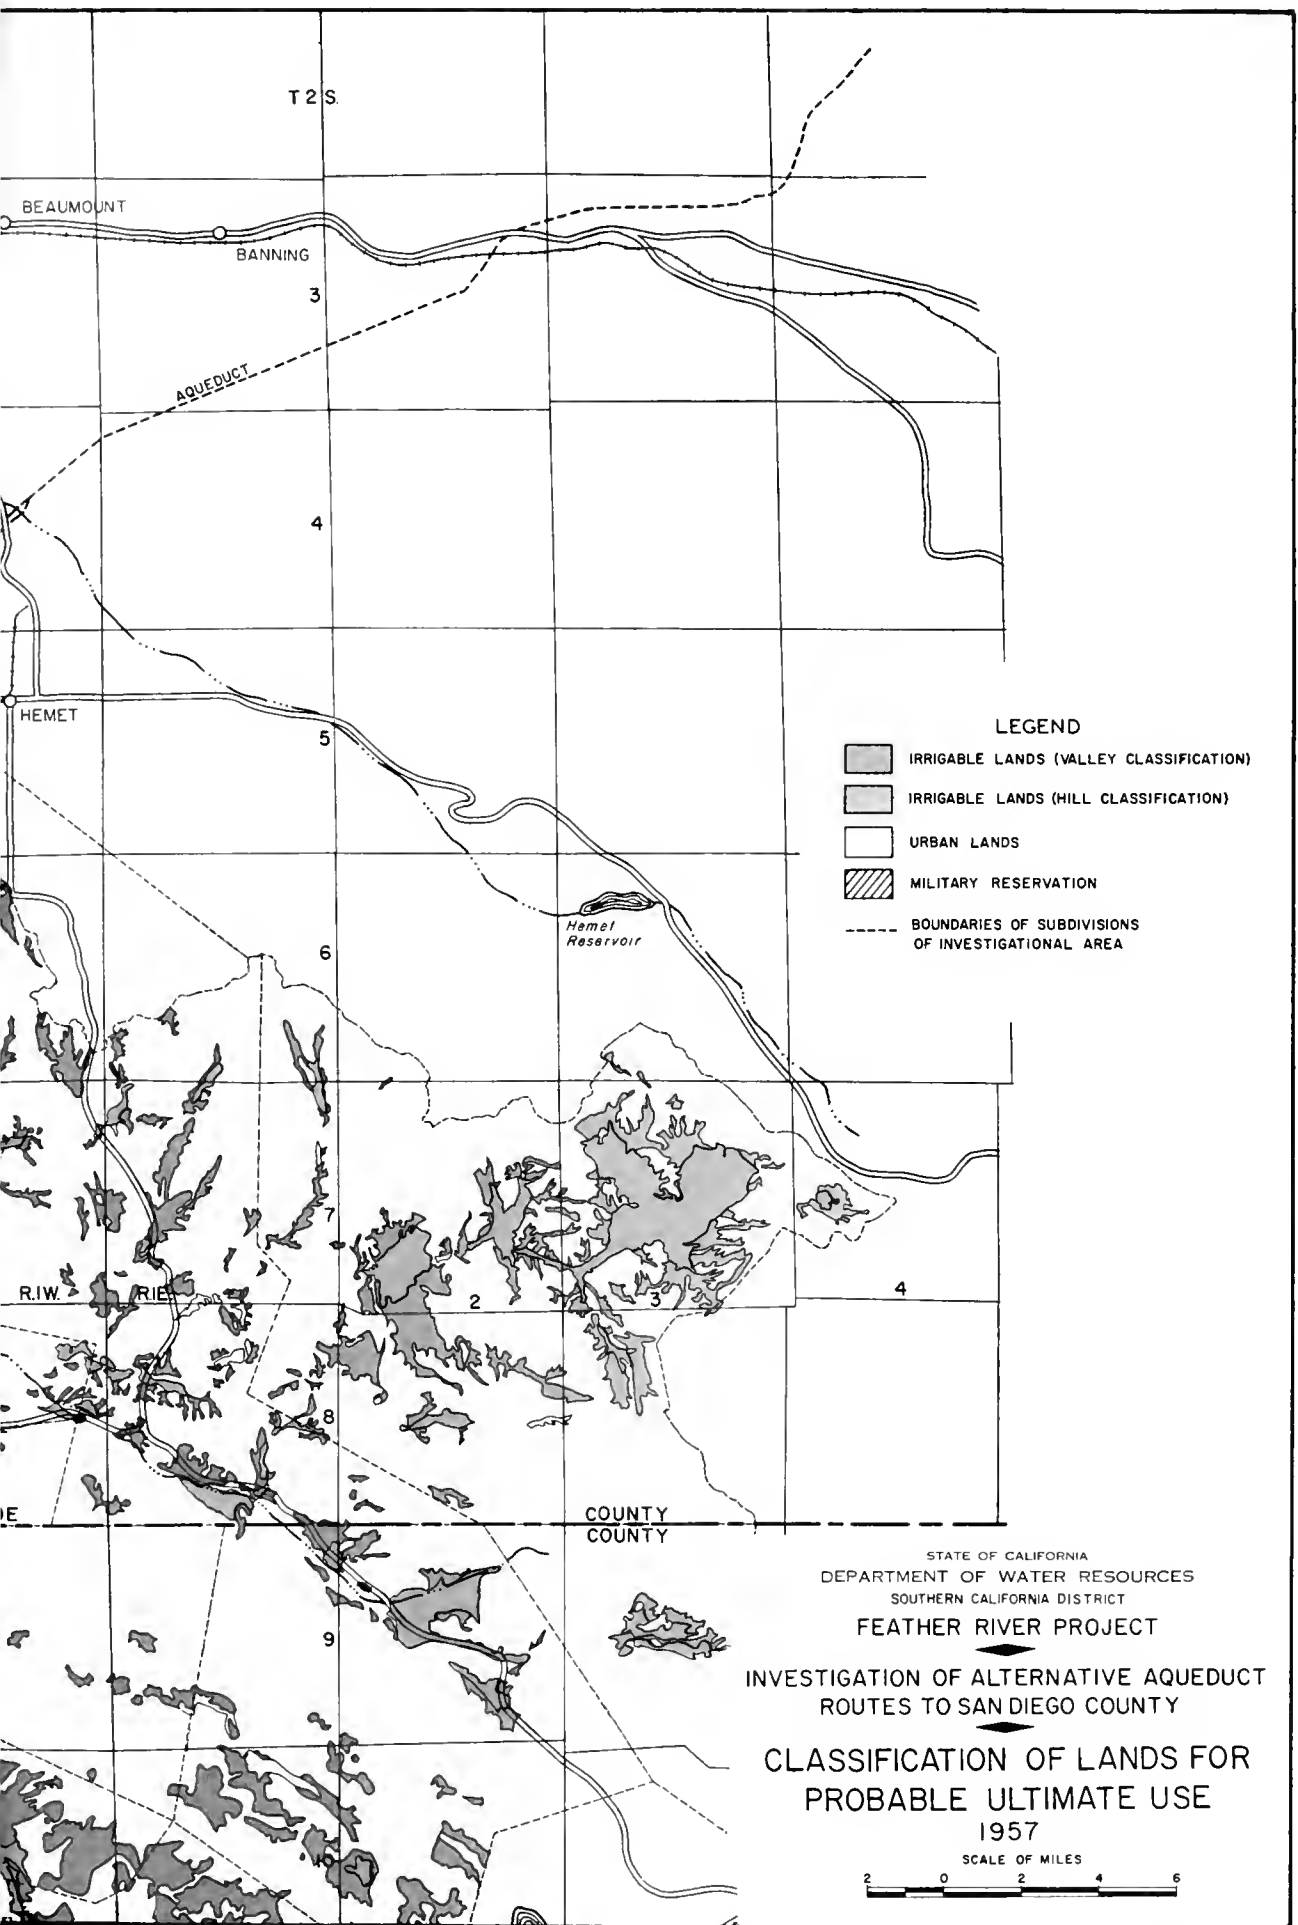 T 2 S.
BEAUMOUNT
BANNING
3
AQUEDUCT
4
HEMET
5
LEGEND
IRRIGABLE LANDS (VALLEY CLASSIFICATION)
IRRIGABLE LANDS (HILL CLASSIFICATION)
URBAN LANDS
MILITARY RESERVATION
BOUNDARIES OF SUBDIVISIONS
OF INVESTIGATIONAL AREA
Hemet
Reservoir
6
7
R.1W.
R.1E.
2
3
4
8
DE
COUNTY
COUNTY
9
10
STATE OF CALIFORNIA
DEPARTMENT OF WATER RESOURCES
SOUTHERN CALIFORNIA DISTRICT
FEATHER RIVER PROJECT
INVESTIGATION OF ALTERNATIVE AQUEDUCT
ROUTES TO SAN DIEGO COUNTY
CLASSIFICATION OF LANDS FOR
PROBABLE ULTIMATE USE
1957
SCALE OF MILES
2 0 2 4 6